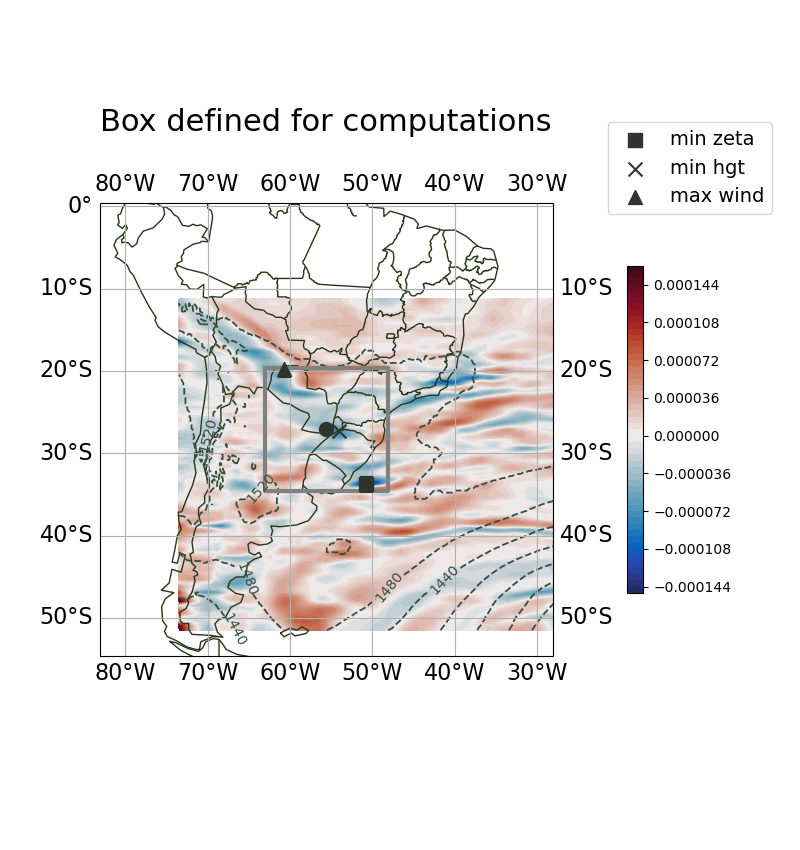 Box defined for computations
min zeta
min hgt
max wind
80°W 70°W 60°W 50°W 40°W 30°W
0°
10°S 10°S
20°S 20°S
30°S 30°S
40°S 40°S
50°S 50°S
80°W 70°W 60°W 50°W 40°W 30°W
1520
1520
1480
1440
1480
1440
0.000144
0.000108
0.000072
0.000036
0.000000
−0.000036
−0.000072
−0.000108
−0.000144